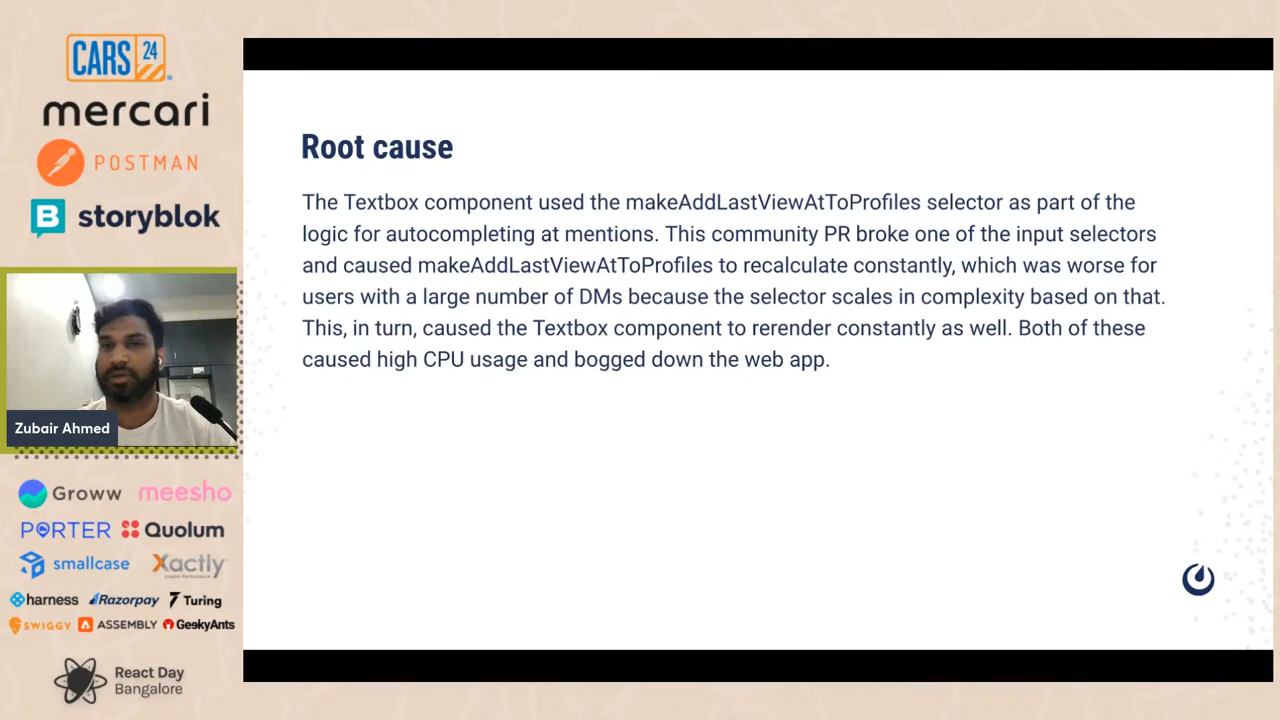 CARS 24
mercari
POSTMAN
storyblok
Zubair Ahmed
Groww meesho
PORTER Quolum
smallcase Xactly
harness Razorpay Turing
SWIGGY ASSEMBLY GeekyAnts
React Day
Bangalore
Root cause
The Textbox component used the makeAddLastViewAtToProfiles selector as part of the
logic for autocompleting at mentions. This community PR broke one of the input selectors
and caused makeAddLastViewAtToProfiles to recalculate constantly, which was worse for
users with a large number of DMs because the selector scales in complexity based on that.
This, in turn, caused the Textbox component to rerender constantly as well. Both of these
caused high CPU usage and bogged down the web app.